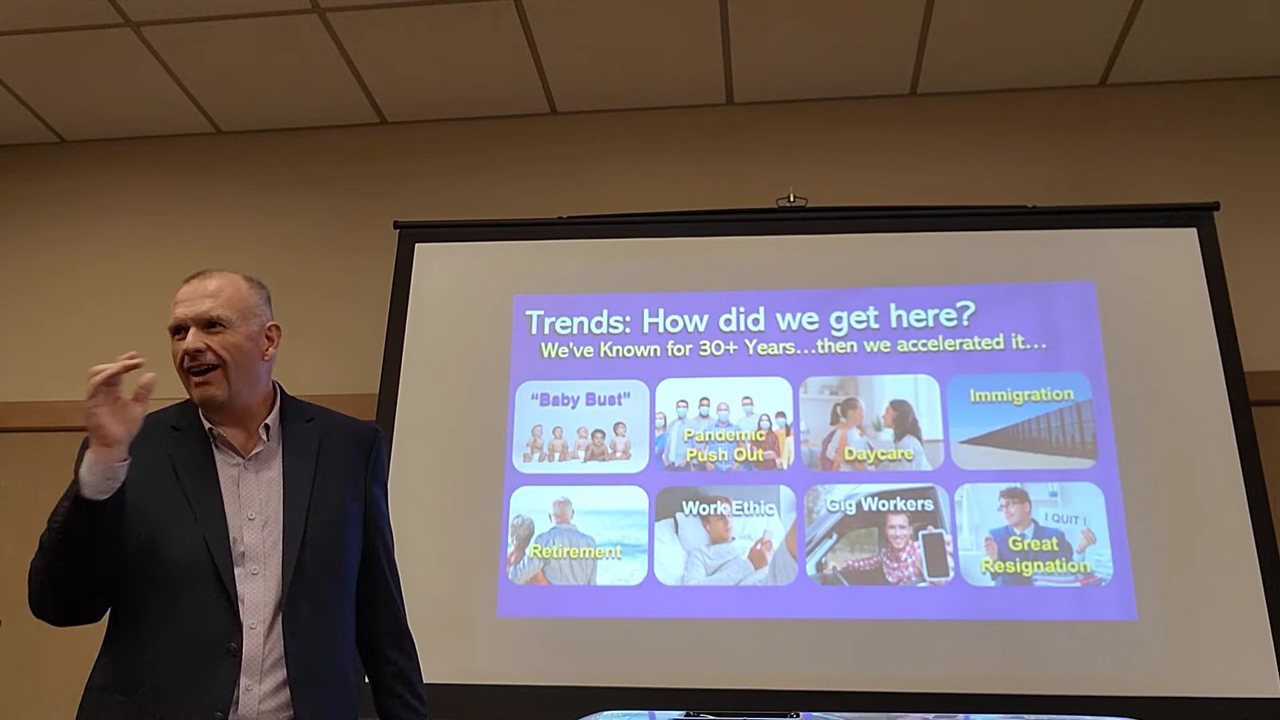 Trends: How did we get here?
We've Known for 30+ Years...then we accelerated it...
"Baby Bust"
Pandemic
Push Out
Daycare
Immigration
Retirement
Work Ethic
Gig Workers
I QUIT !
Great
Resignation